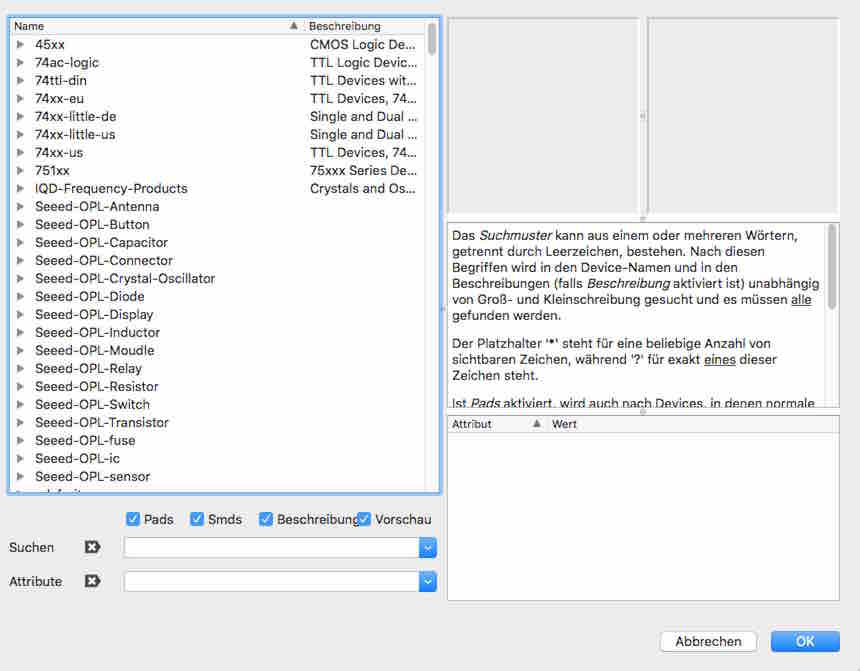 Name Beschreibung
45xx CMOS Logic De...
74ac-logic TTL Logic Devic...
74ttl-din TTL Devices wit...
74xx-eu TTL Devices, 74...
74xx-little-de Single and Dual ...
74xx-little-us Single and Dual ...
74xx-us TTL Devices, 74...
751xx 75xxx Series De...
IQD-Frequency-Products Crystals and Os...
Seeed-OPL-Antenna
Seeed-OPL-Button
Seeed-OPL-Capacitor
Seeed-OPL-Connector
Seeed-OPL-Crystal-Oscillator
Seeed-OPL-Diode
Seeed-OPL-Display
Seeed-OPL-Inductor
Seeed-OPL-Moudle
Seeed-OPL-Relay
Seeed-OPL-Resistor
Seeed-OPL-Switch
Seeed-OPL-Transistor
Seeed-OPL-fuse
Seeed-OPL-ic
Seeed-OPL-sensor
Pads Smds Beschreibung Vorschau
Suchen
Attribute
Das Suchmuster kann aus einem oder mehreren Wörtern,
getrennt durch Leerzeichen, bestehen. Nach diesen
Begriffen wird in den Device-Namen und in den
Beschreibungen (falls Beschreibung aktiviert ist) unabhängig
von Groß- und Kleinschreibung gesucht und es müssen alle
gefunden werden.
Der Platzhalter '*' steht für eine beliebige Anzahl von
sichtbaren Zeichen, während '?' für exakt eines dieser
Zeichen steht.
Ist Pads aktiviert, wird auch nach Devices, in denen normale
Attribut Wert
Abbrechen OK